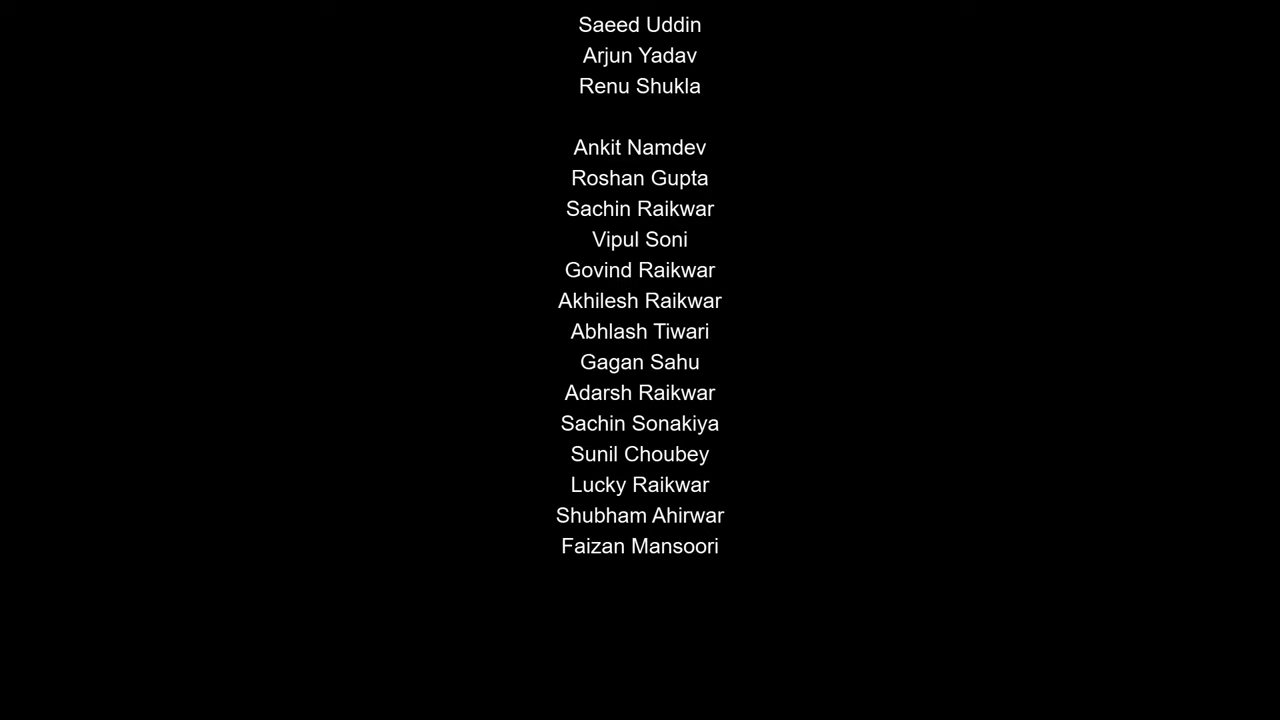 Saeed Uddin
Arjun Yadav
Renu Shukla
Ankit Namdev
Roshan Gupta
Sachin Raikwar
Vipul Soni
Govind Raikwar
Akhilesh Raikwar
Abhlash Tiwari
Gagan Sahu
Adarsh Raikwar
Sachin Sonakiya
Sunil Choubey
Lucky Raikwar
Shubham Ahirwar
Faizan Mansoori